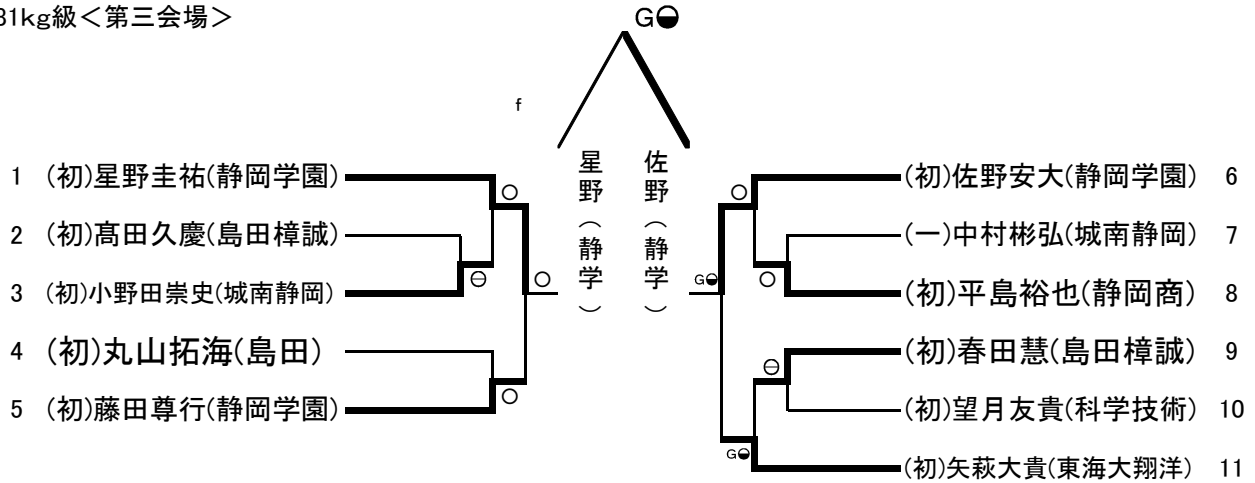 81kg級＜第三会場＞
G◒
f
星野（静学）
佐野（静学）
1 (初)星野圭祐(静岡学園)
○
2 (初)髙田久慶(島田樟誠)
⊖
3 (初)小野田崇史(城南静岡)
○
4 (初)丸山拓海(島田)
5 (初)藤田尊行(静岡学園)
○
(初)佐野安大(静岡学園) 6
○
(一)中村彬弘(城南静岡) 7
○
(初)平島裕也(静岡商) 8
G◒
(初)春田慧(島田樟誠) 9
⊖
(初)望月友貴(科学技術) 10
G◒
(初)矢萩大貴(東海大翔洋) 11